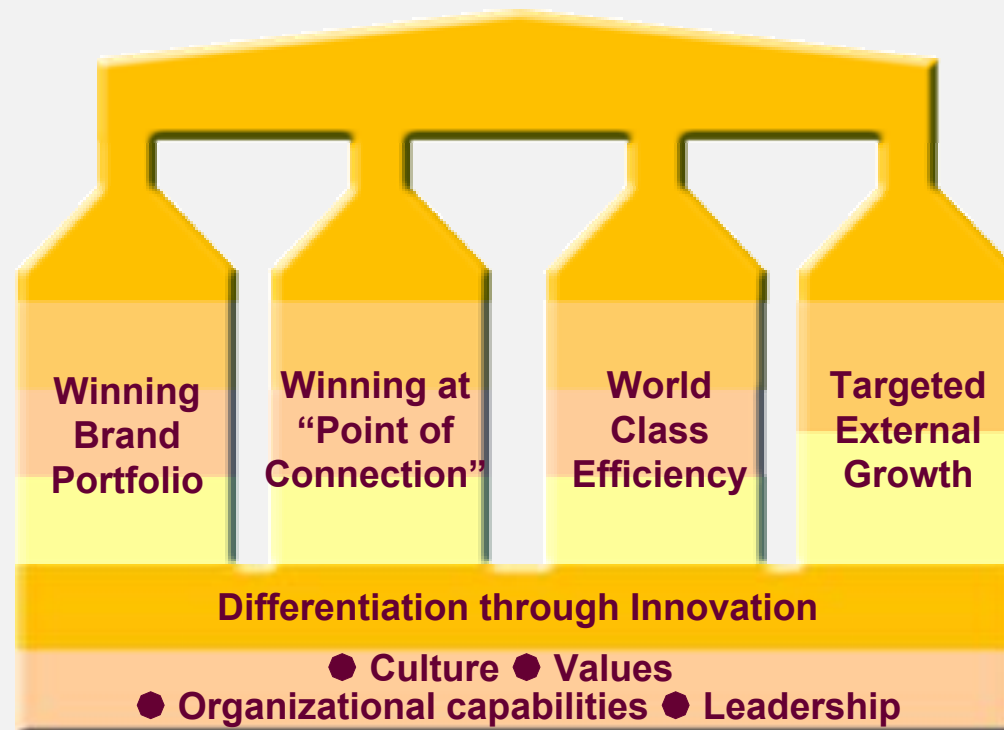 Winning
Brand
Portfolio
Winning at
“Point of
Connection”
World
Class
Efficiency
Targeted
External
Growth
Differentiation through Innovation
● Culture ● Values
● Organizational capabilities ● Leadership